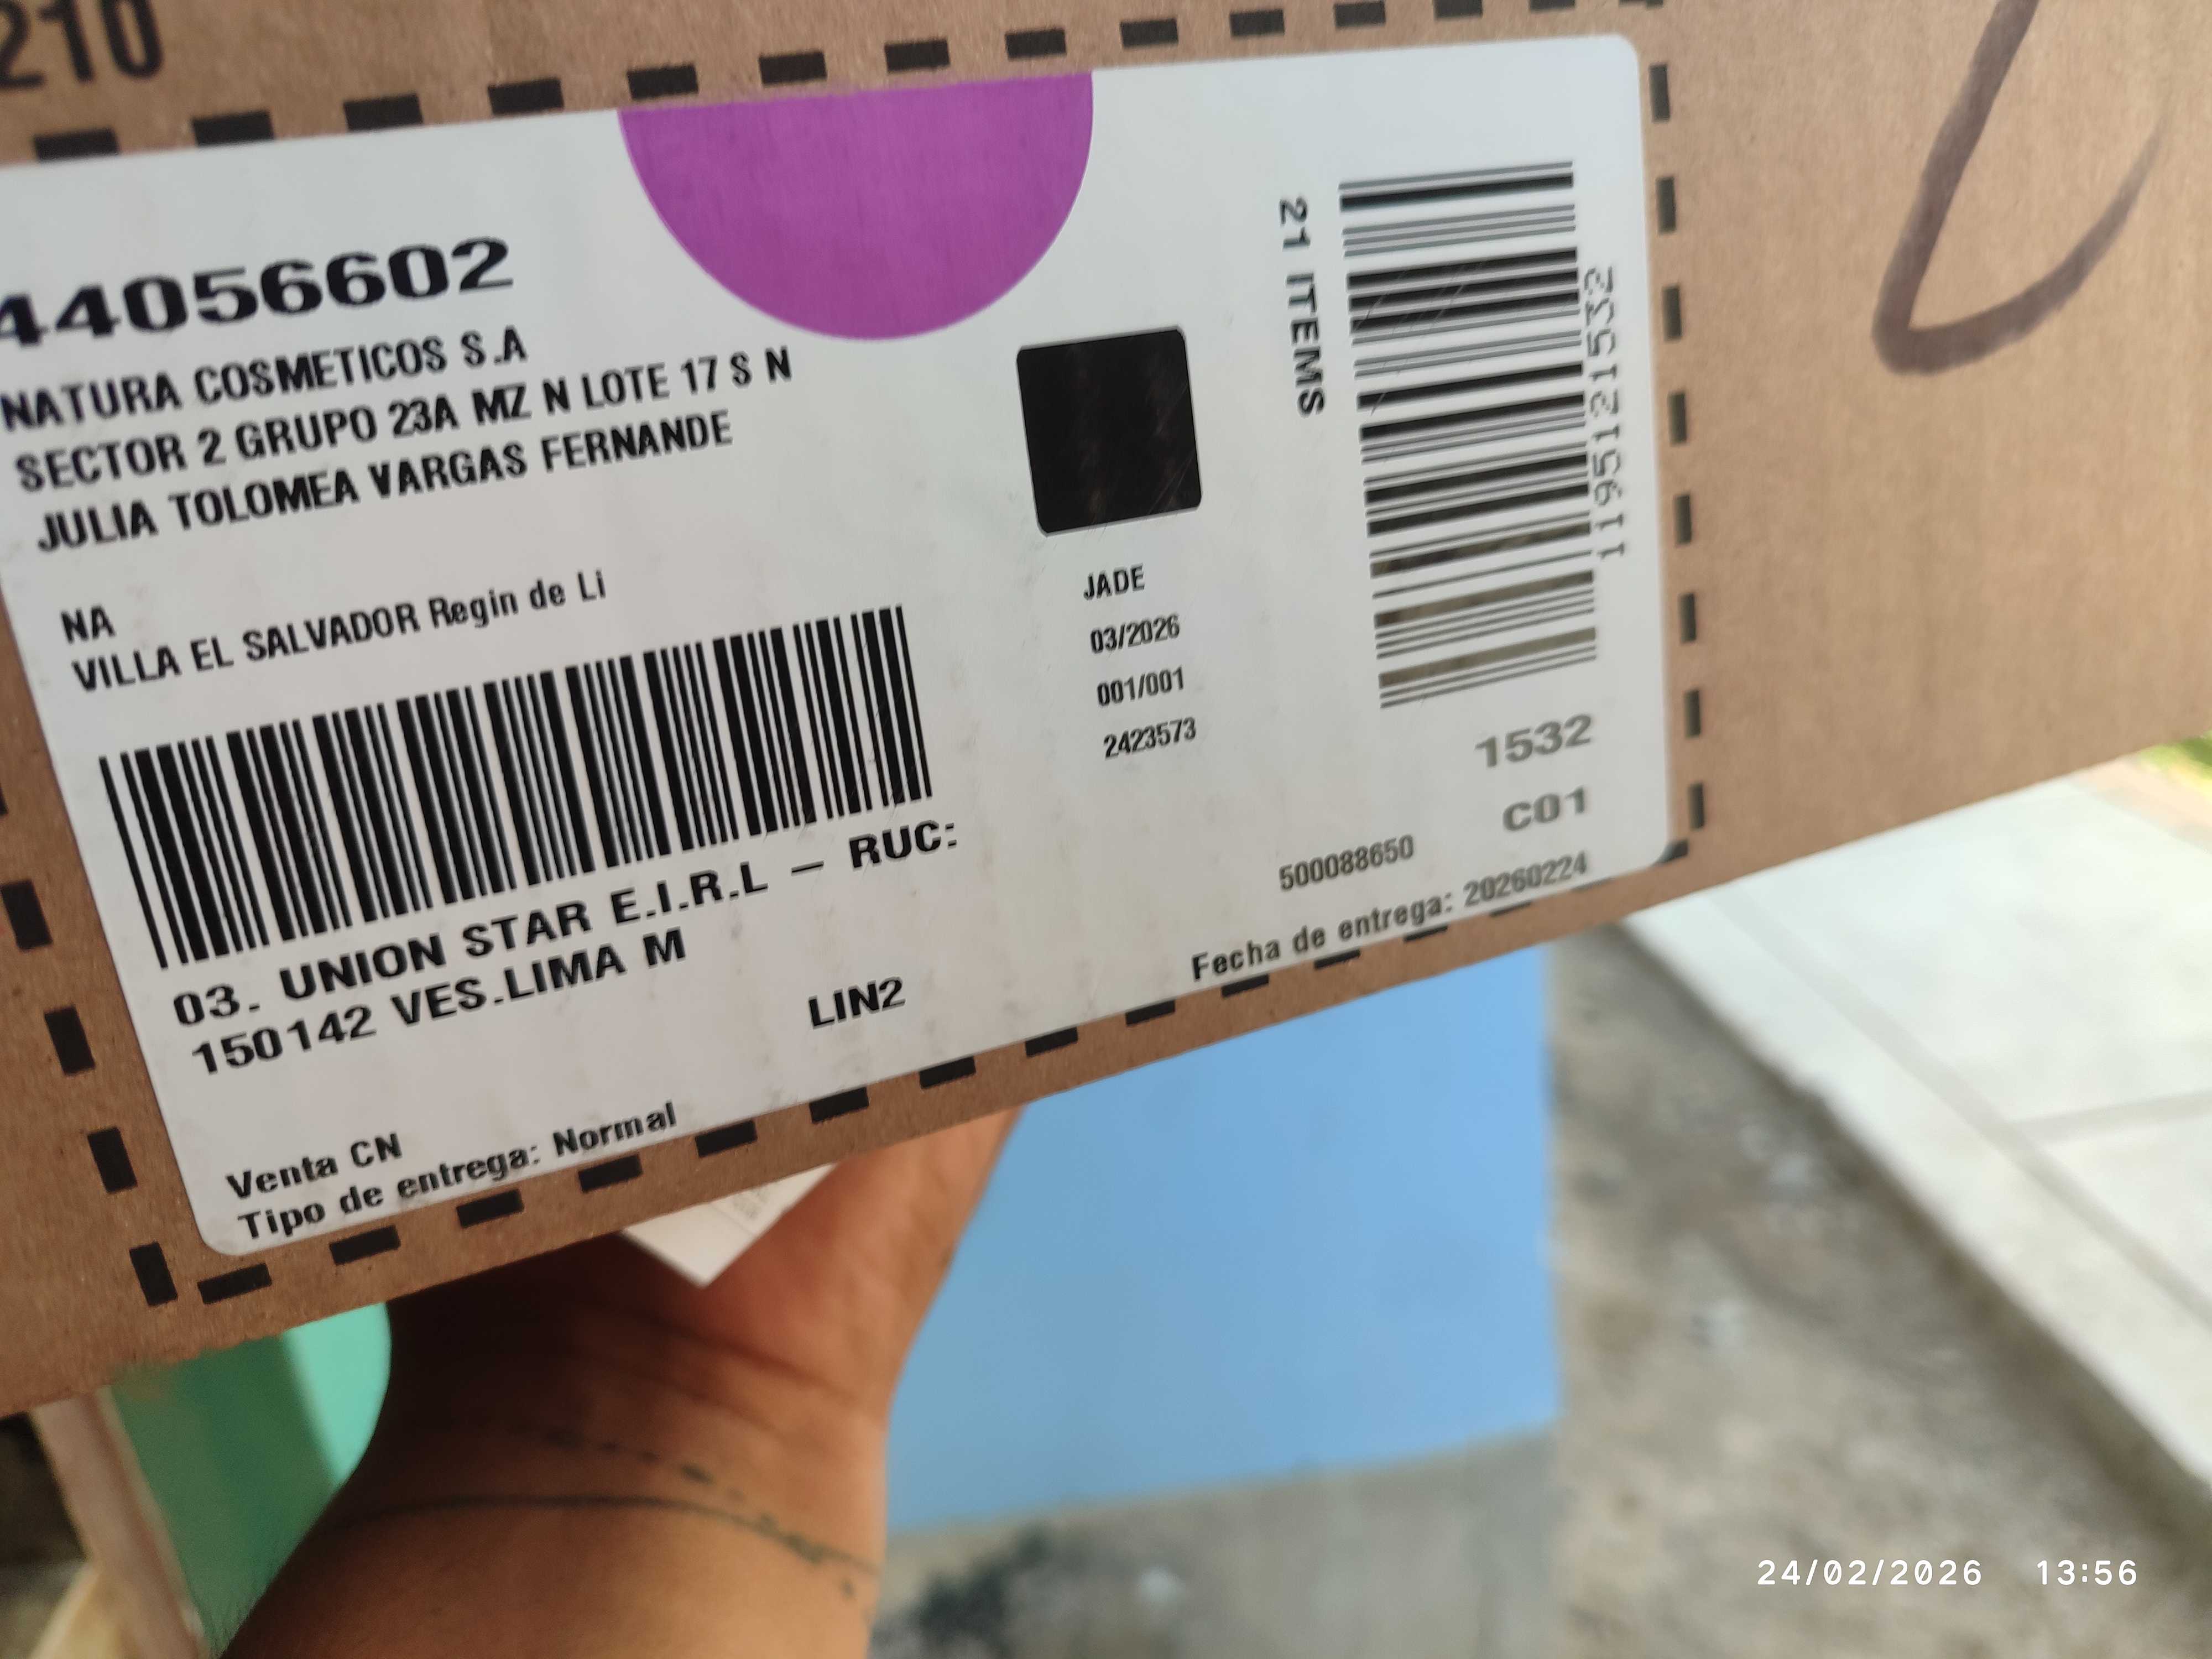 210
44056602
NATURA COSMETICOS S.A
SECTOR 2 GRUPO 23A MZ N LOTE 17 S N
JULIA TOLOMEA VARGAS FERNANDE
NA
VILLA EL SALVADOR Regin de Li
03. UNION STAR E.I.R.L – RUC:
150142 VES.LIMA M
LIN2
Venta CN
Tipo de entrega: Normal
JADE
03/2026
001/001
2423573
21 ITEMS
1195121532
1532
C01
500088650
Fecha de entrega: 20260224
24/02/2026 13:56